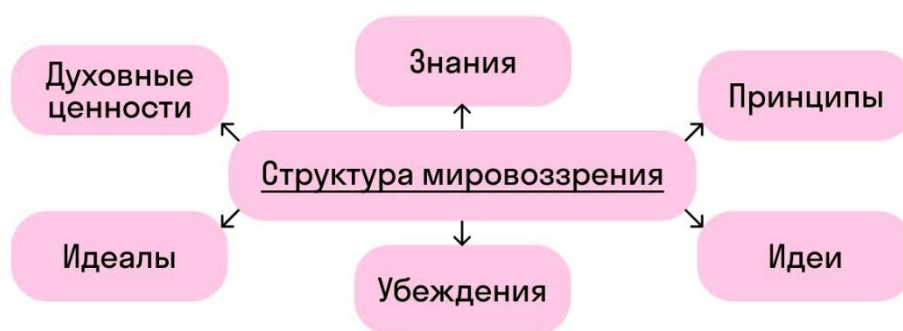 Духовные
ценности
Знания
Принципы
Структура мировоззрения
Идеалы
Убеждения
Идеи